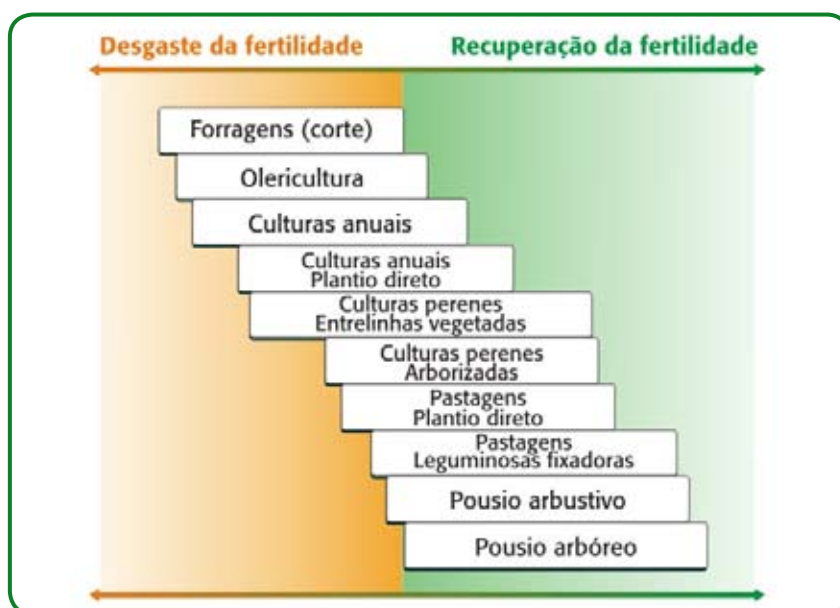 Desgaste da fertilidade
Recuperação da fertilidade
Forragens (corte)
Olericultura
Culturas anuais
Culturas anuais
Plantio direto
Culturas perenes
Entrelinhas vegetadas
Culturas perenes
Arborizadas
Pastagens
Plantio direto
Pastagens
Leguminosas fixadoras
Pousio arbustivo
Pousio arbóreo